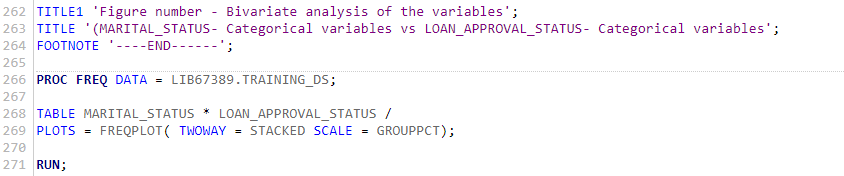 262 TITLE1 'Figure number - Bivariate analysis of the variables';
263 TITLE '(MARITAL_STATUS- Categorical variables vs LOAN_APPROVAL_STATUS- Categorical variables';
264 FOOTNOTE '----END------';
265
266 PROC FREQ DATA = LIB67389.TRAINING_DS;
267
268 TABLE MARITAL_STATUS * LOAN_APPROVAL_STATUS /
269 PLOTS = FREQPLOT( TWOWAY = STACKED SCALE = GROUPPCT);
270
271 RUN;